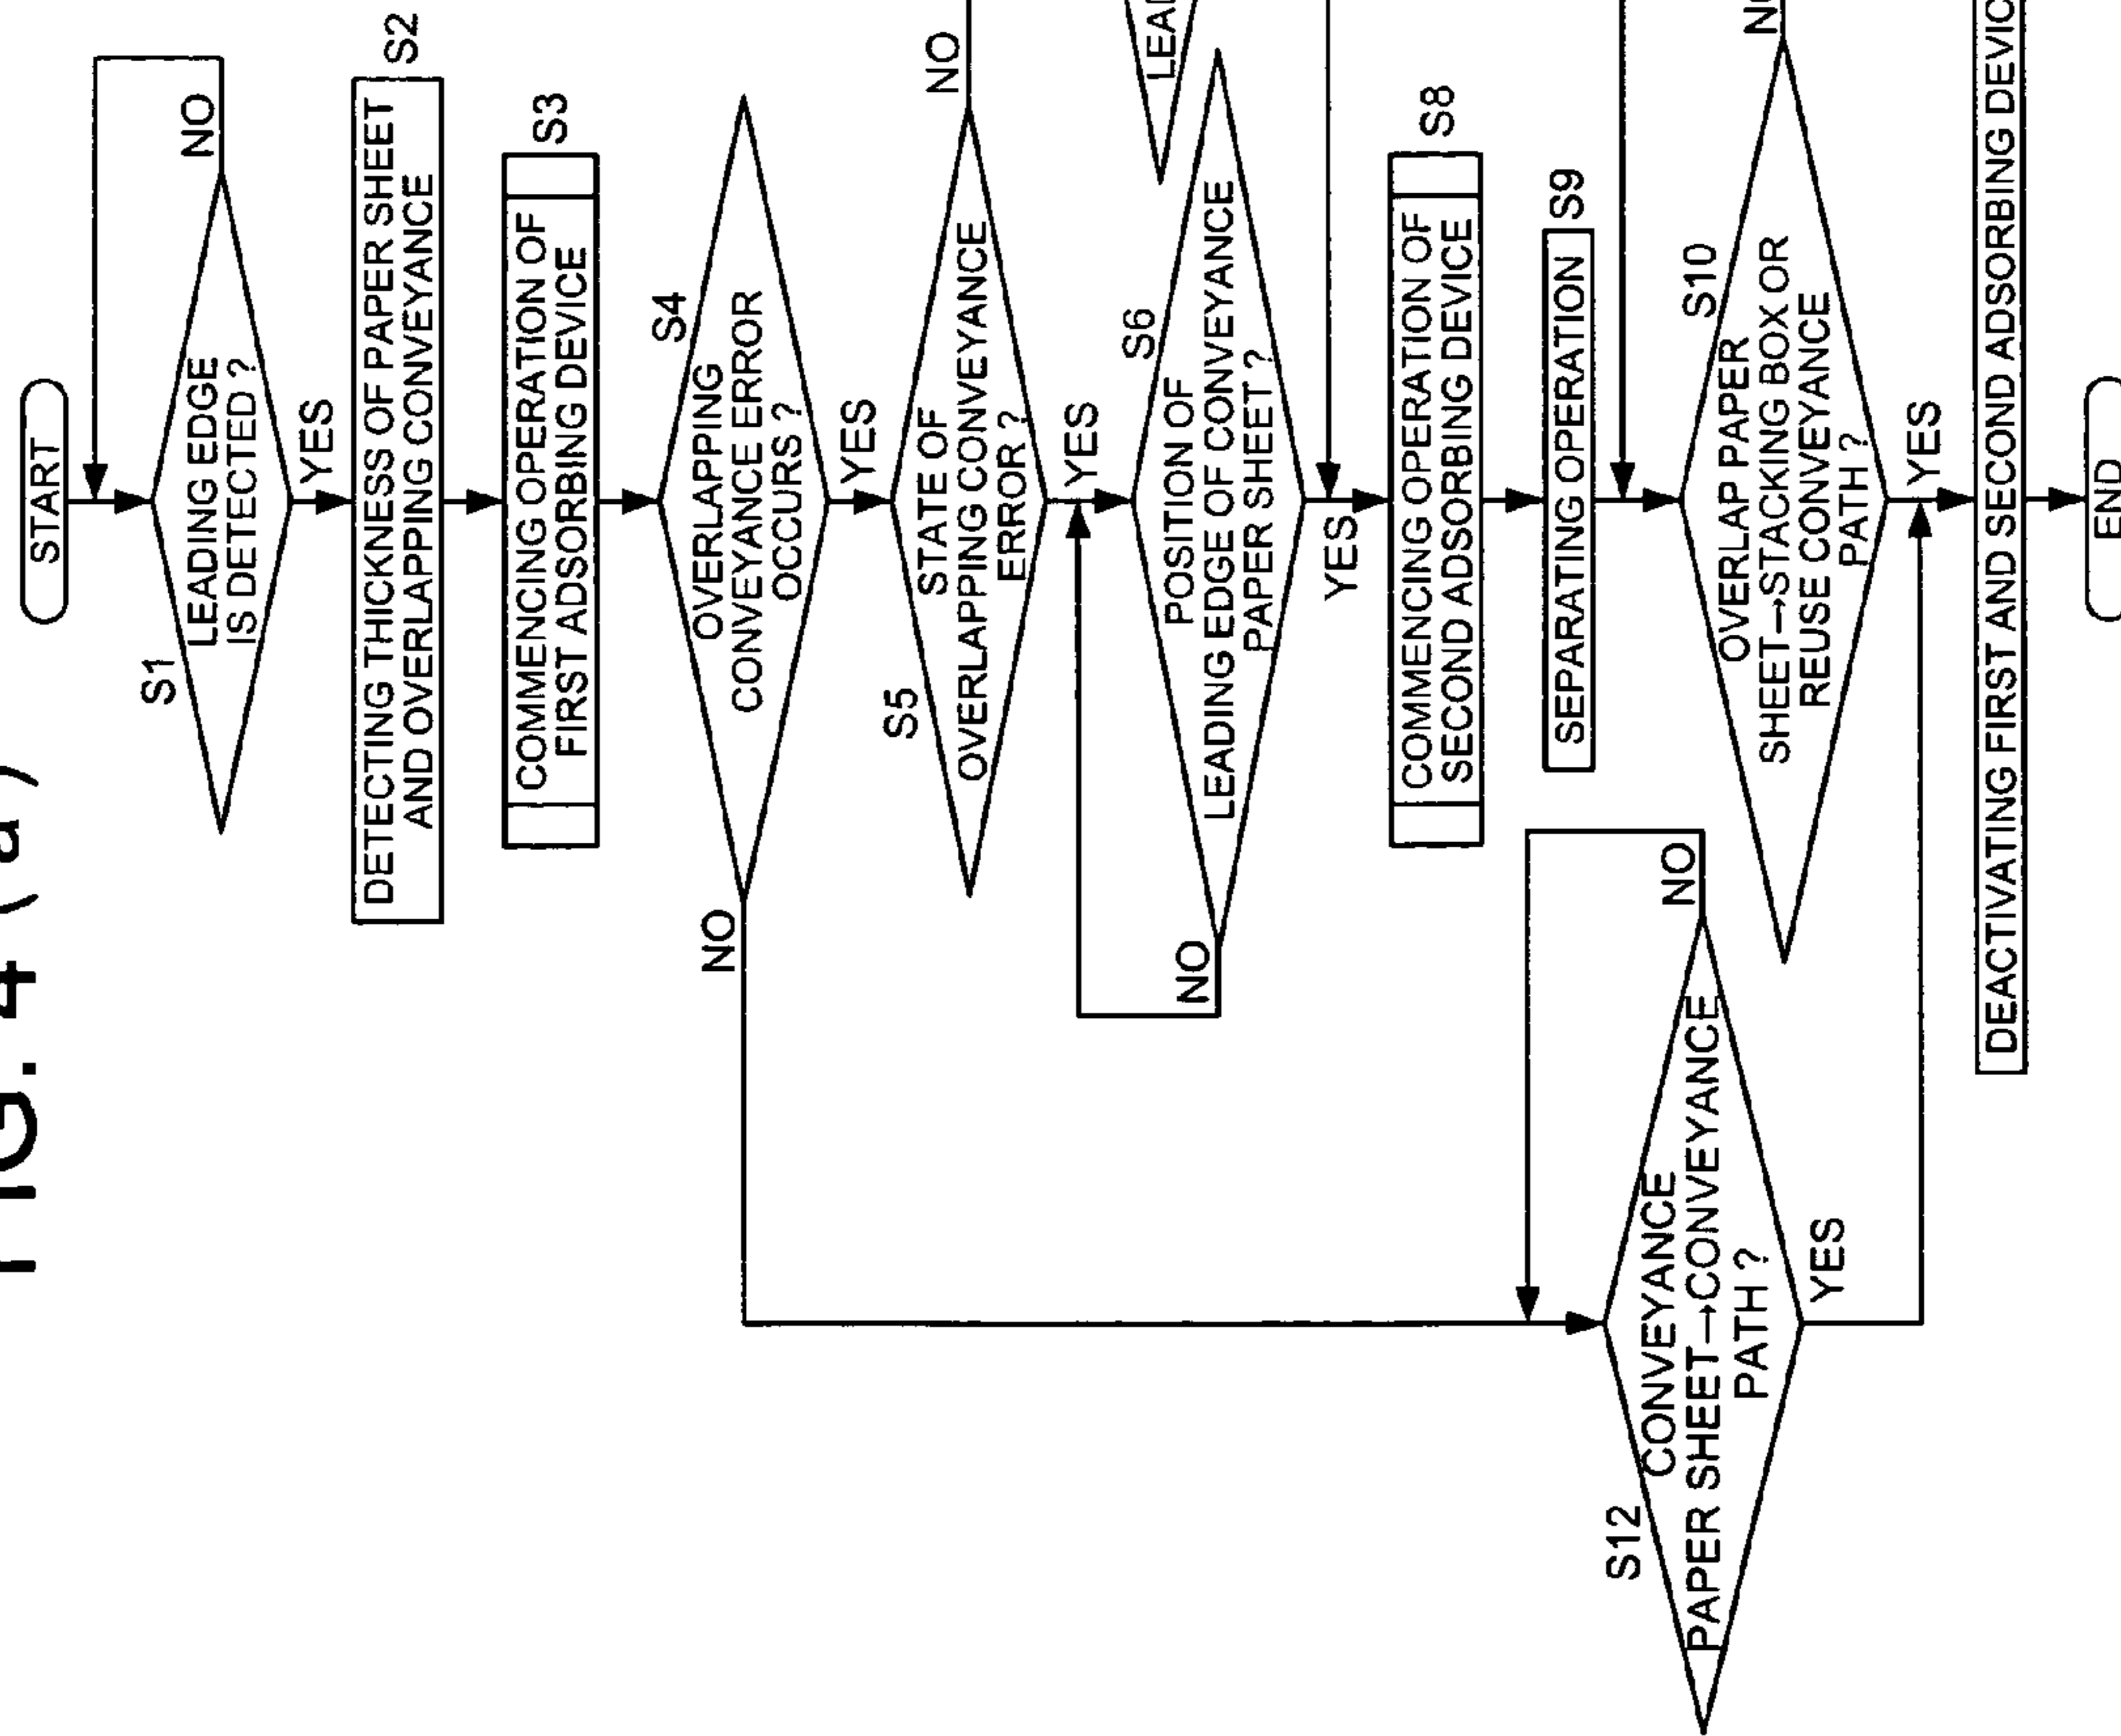 FIG. 4 (a)
START
S1
LEADING EDGE
IS DETECTED ?
NO
YES
DETECTING THICKNESS OF PAPER SHEET
AND OVERLAPPING CONVEYANCE
S2
COMMENCING OPERATION OF
FIRST ADSORBING DEVICE
S3
S4
OVERLAPPING
CONVEYANCE ERROR
OCCURS ?
NO
YES
S5
STATE OF
OVERLAPPING CONVEYANCE
ERROR ?
NO
YES
S6
POSITION OF
LEADING EDGE OF CONVEYANCE
PAPER SHEET ?
NO
YES
COMMENCING OPERATION OF
SECOND ADSORBING DEVICE
S8
SEPARATING OPERATION
S9
S10
OVERLAP PAPER
SHEET→STACKING BOX OR
REUSE CONVEYANCE
PATH ?
NO
YES
S12
CONVEYANCE
PAPER SHEET→CONVEYANCE
PATH ?
NO
YES
DEACTIVATING FIRST AND SECOND ADSORBING
END